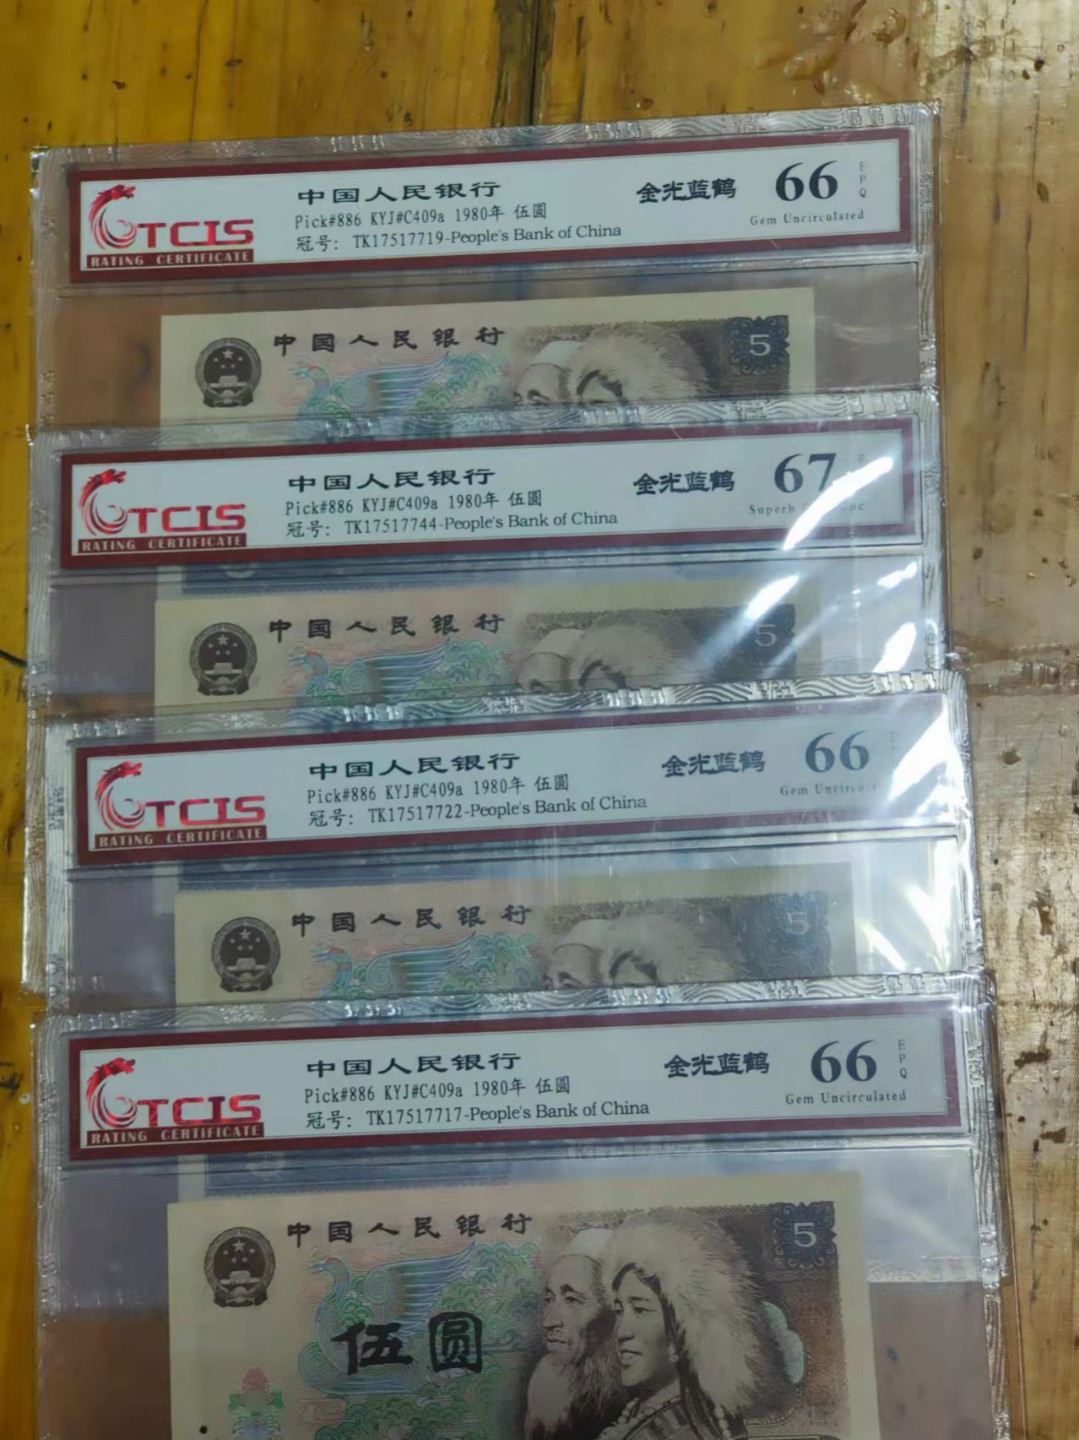 中国人民银行
金光蓝鹤
66
EPQ
Pick#886 KYJ#C409a 1980年 伍圆
Gem Uncirculated
冠号: TK17517719-People's Bank of China
TCIS
RATING CERTIFICATE
中国人民银行
5
中国人民银行
金光蓝鹤
67
Pick#886 KYJ#C409a 1980年 伍圆
Superb
冠号: TK17517744-People's Bank of China
TCIS
RATING CERTIFICATE
中国人民银行
5
中国人民银行
金光蓝鹤
66
Pick#886 KYJ#C409a 1980年 伍圆
Gem
冠号: TK17517722-People's Bank of China
TCIS
RATING CERTIFICATE
中国人民银行
5
中国人民银行
金光蓝鹤
66
EPQ
Pick#886 KYJ#C409a 1980年 伍圆
Gem Uncirculated
冠号: TK17517717-People's Bank of China
TCIS
RATING CERTIFICATE
中国人民银行
5
伍圆